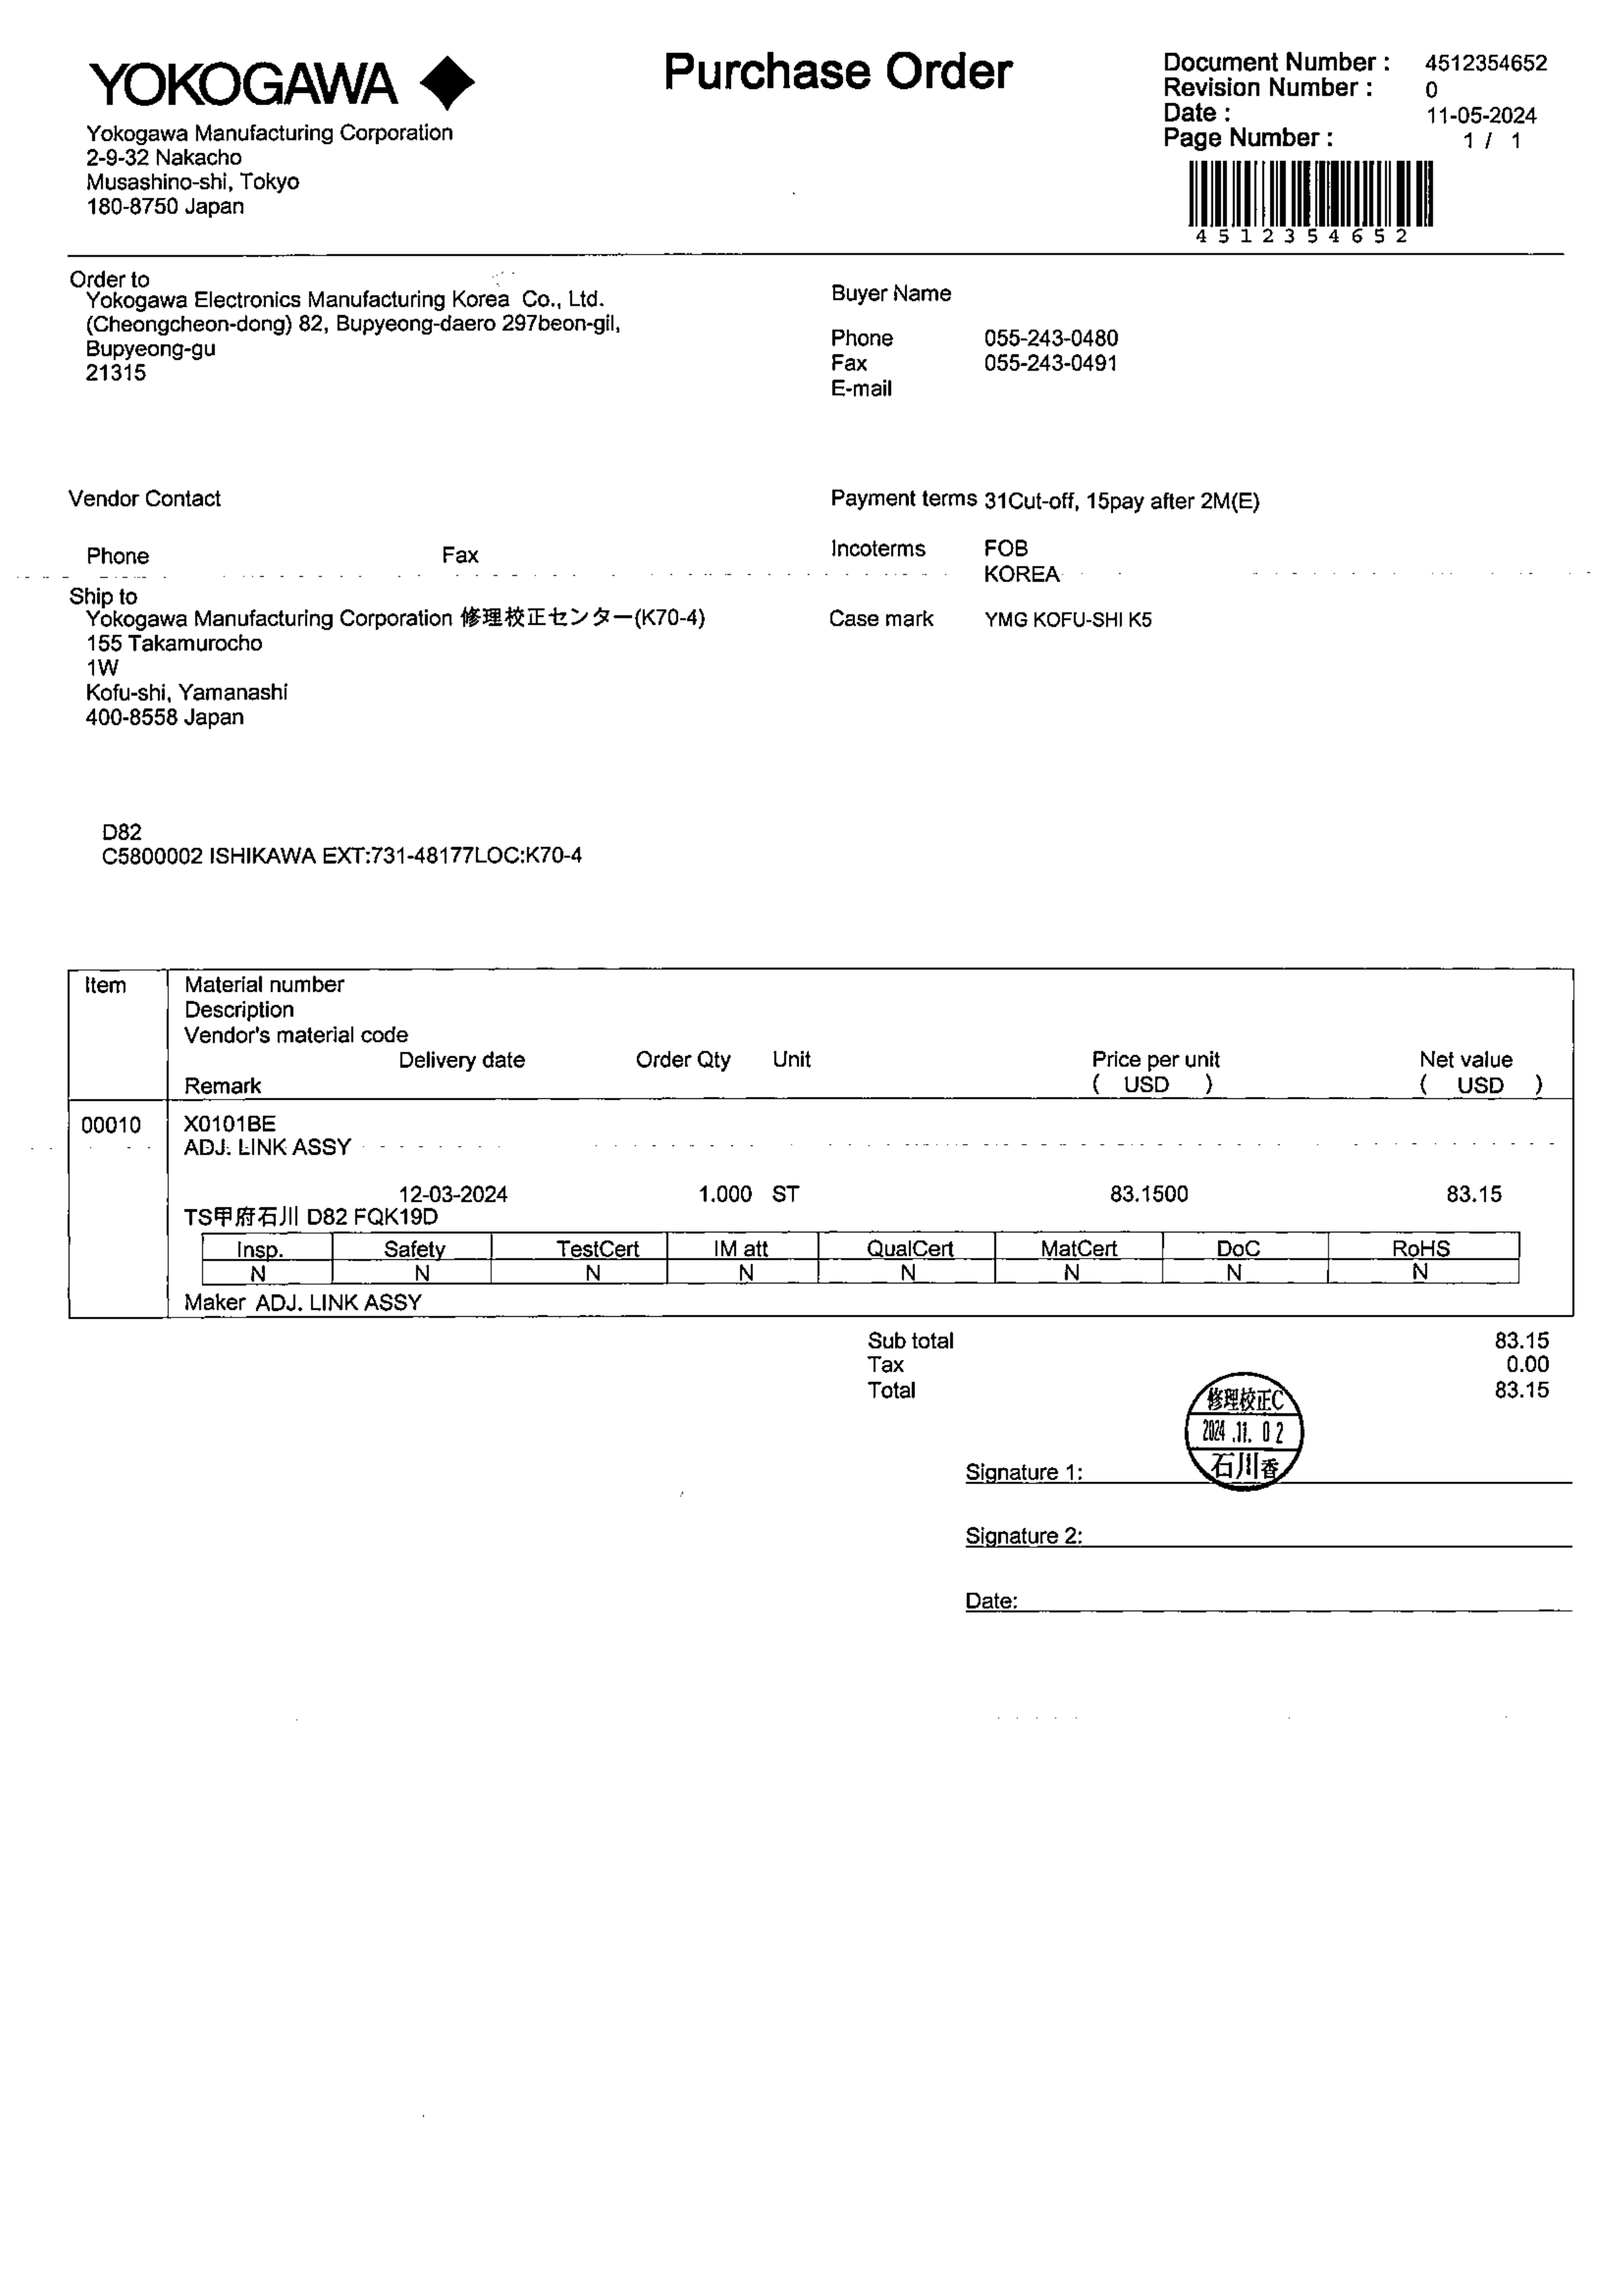 YOKOGAWA
Purchase Order
Document Number : 4512354652
Revision Number : 0
Date : 11-05-2024
Page Number : 1 / 1
4512354652
Yokogawa Manufacturing Corporation
2-9-32 Nakacho
Musashino-shi, Tokyo
180-8750 Japan
Order to
Yokogawa Electronics Manufacturing Korea Co., Ltd.
(Cheongcheon-dong) 82, Bupyeong-daero 297beon-gil,
Bupyeong-gu
21315
Buyer Name
Phone 055-243-0480
Fax 055-243-0491
E-mail
Vendor Contact
Phone Fax
Payment terms 31Cut-off, 15pay after 2M(E)
Incoterms FOB
KOREA
Ship to
Yokogawa Manufacturing Corporation 修理校正センター(K70-4)
155 Takamurocho
1W
Kofu-shi, Yamanashi
400-8558 Japan
Case mark YMG KOFU-SHI K5
D82
C5800002 ISHIKAWA EXT:731-48177LOC:K70-4
Item Material number
Description
Vendor's material code
Delivery date Order Qty Unit Price per unit Net value
Remark ( USD ) ( USD )
00010 X0101BE
ADJ. LINK ASSY
12-03-2024 1.000 ST 83.1500 83.15
TS甲府石川 D82 FQK19D
Insp. Safety TestCert IM att QualCert MatCert DoC RoHS
N N N N N N N N
Maker ADJ. LINK ASSY
Sub total 83.15
Tax 0.00
Total 83.15
修理校正C
2024.11.02
石川香
Signature 1:
Signature 2:
Date: